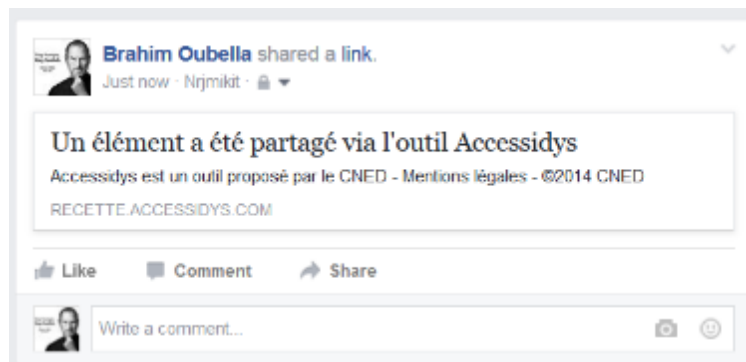 Brahim Oubella shared a link.
Just now · Nrjmikit ·
Un élément a été partagé via l'outil Accessidys
Accessidys est un outil proposé par le CNED - Mentions légales - ©2014 CNED
RECETTE.ACCESSIDYS.COM
Like Comment Share
Write a comment...